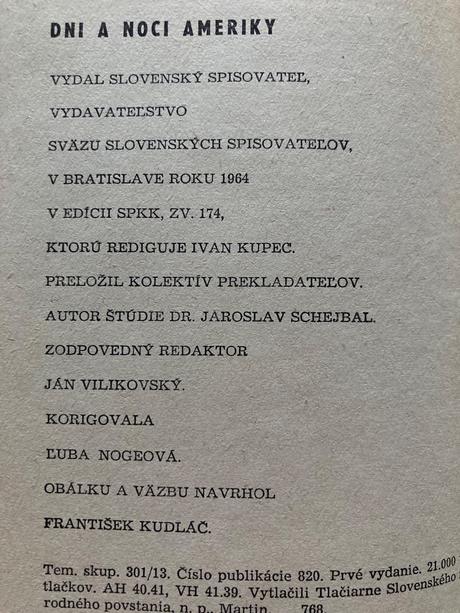 DNI A NOCI AMERIKY
VYDAL SLOVENSKÝ SPISOVATEĽ,
VYDAVATEĽSTVO
SVÄZU SLOVENSKÝCH SPISOVATEĽOV,
V BRATISLAVE ROKU 1964
V EDÍCII SPKK, ZV. 174,
KTORÚ REDIGUJE IVAN KUPEC.
PRELOŽIL KOLEKTÍV PREKLADATEĽOV.
AUTOR ŠTÚDIE DR. JAROSLAV SCHEJBAL.
ZODPOVEDNÝ REDAKTOR
JÁN VILIKOVSKÝ.
KORIGOVALA
ĽUBA NOGEOVÁ.
OBÁLKU A VÄZBU NAVRHOL
FRANTIŠEK KUDLÁČ.
Tem. skup. 301/13. Číslo publikácie 820. Prvé vydanie. 21.000
tlačkov. AH 40.41, VH 41.39. Vytlačili Tlačiarne Slovenského
rodného povstania, n. p., Martin 768.